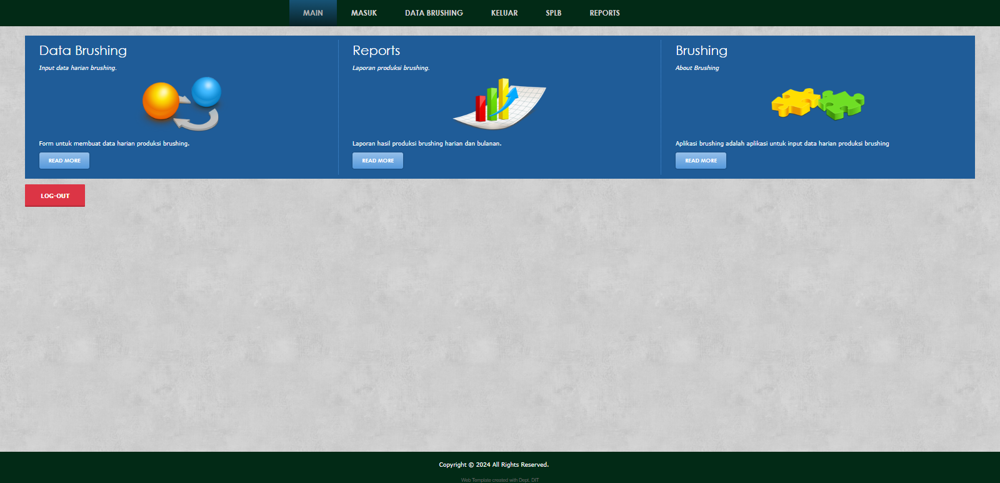 MAIN MASUK DATA BRUSHING KELUAR SPLB REPORTS
Data Brushing
Input data harian brushing.
Form untuk membuat data harian produksi brushing.
READ MORE
Reports
Laporan produksi brushing.
Laporan hasil produksi brushing harian dan bulanan.
READ MORE
Brushing
About Brushing
Aplikasi brushing adalah aplikasi untuk input data harian produksi brushing
READ MORE
LOG-OUT
Copyright © 2024 All Rights Reserved.
Web Template created with Dept. DIT